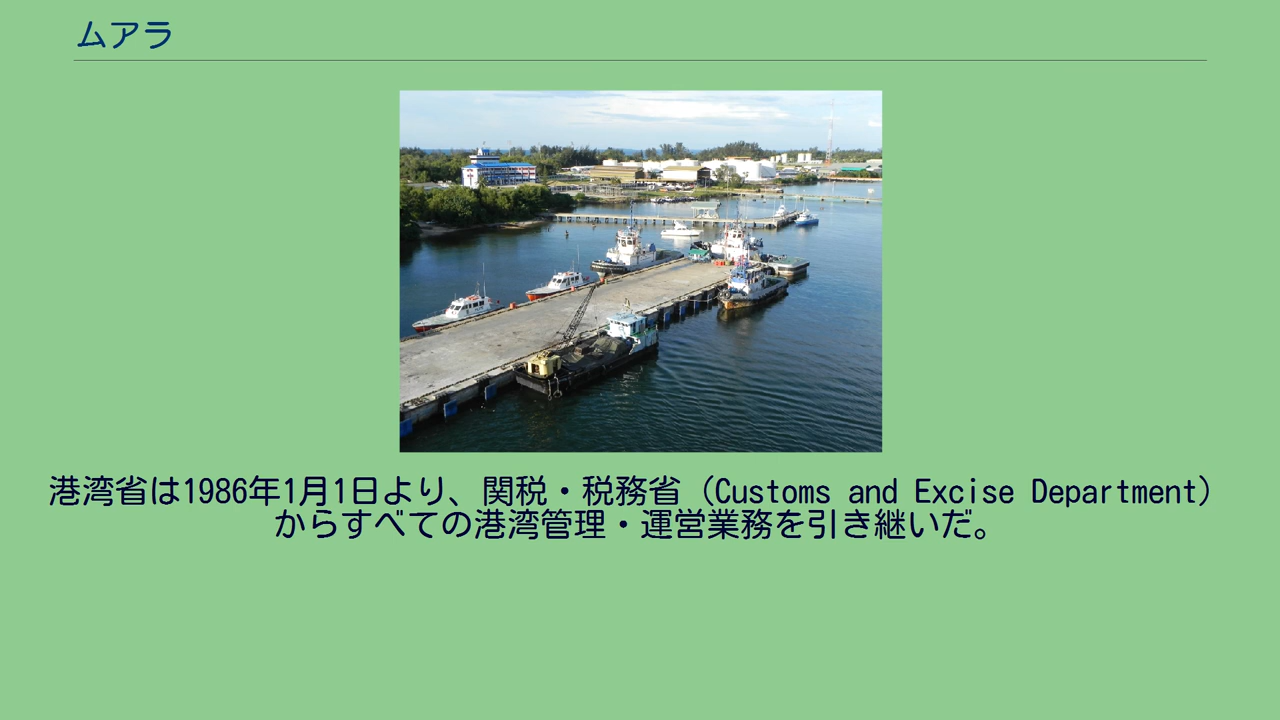 ムアラ
港湾省は1986年1月1日より、関税・税務省（Customs and Excise Department）
からすべての港湾管理・運営業務を引き継いだ。